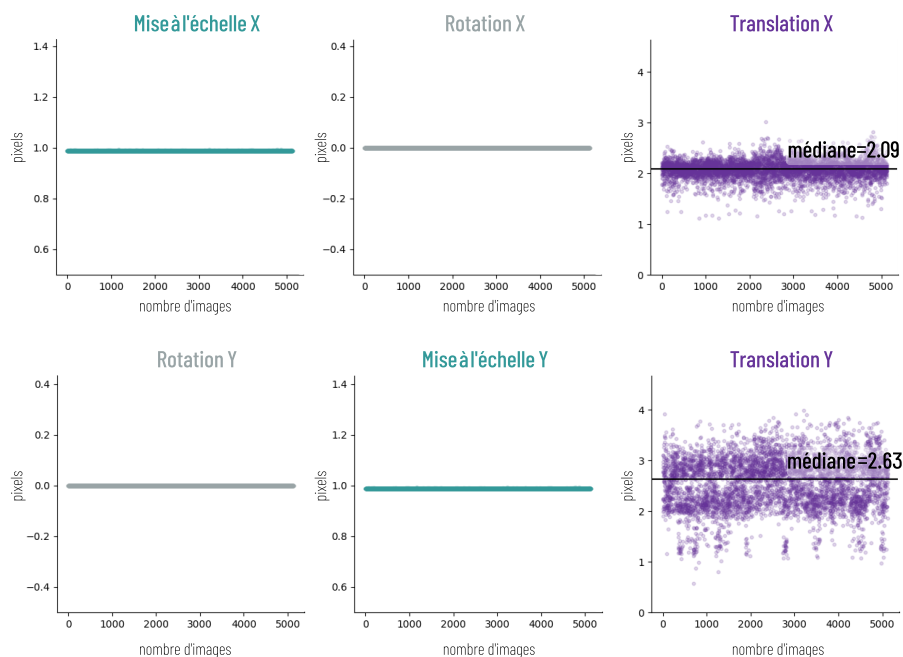 Mise à l'échelle X
Rotation X
Translation X
1.4
1.2
1.0
0.8
0.6
pixels
0 1000 2000 3000 4000 5000
nombre d'images
0.4
0.2
0.0
−0.2
−0.4
pixels
0 1000 2000 3000 4000 5000
nombre d'images
4
3
2
1
0
pixels
médiane=2.09
0 1000 2000 3000 4000 5000
nombre d'images
Rotation Y
Mise à l'échelle Y
Translation Y
0.4
0.2
0.0
−0.2
−0.4
pixels
0 1000 2000 3000 4000 5000
nombre d'images
1.4
1.2
1.0
0.8
0.6
pixels
0 1000 2000 3000 4000 5000
nombre d'images
4
3
2
1
0
pixels
médiane=2.63
0 1000 2000 3000 4000 5000
nombre d'images